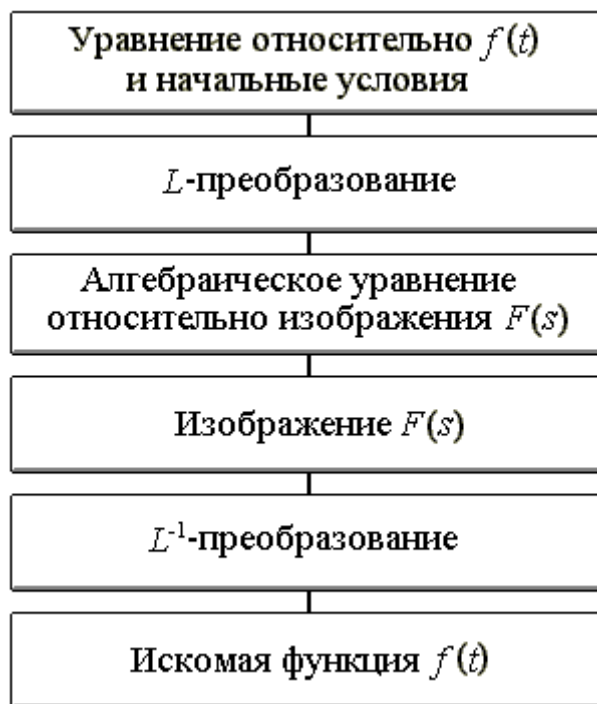 Уравнение относительно f(t)
и начальные условия
L-преобразование
Алгебраическое уравнение
относительно изображения F(s)
Изображение F(s)
L⁻¹-преобразование
Искомая функция f(t)